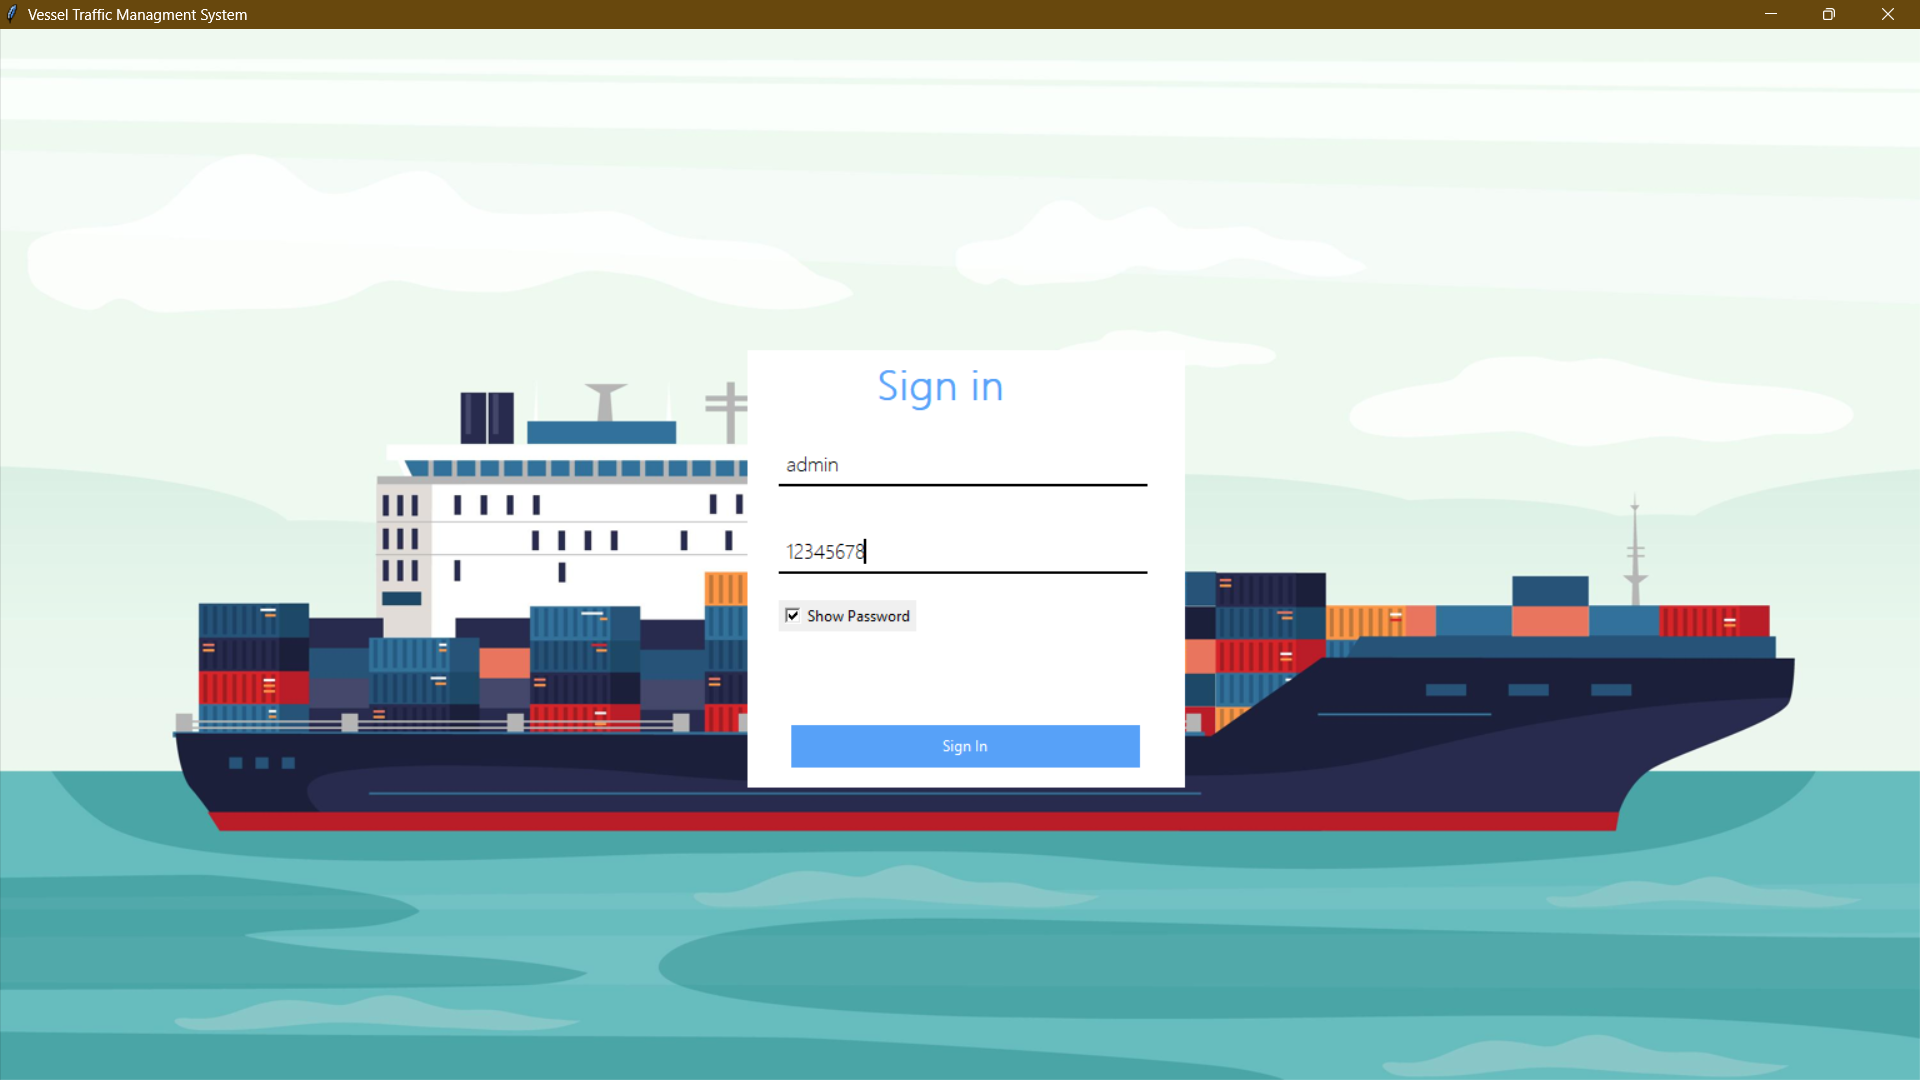 Vessel Traffic Managment System
Sign in
admin
12345678
Show Password
Sign In